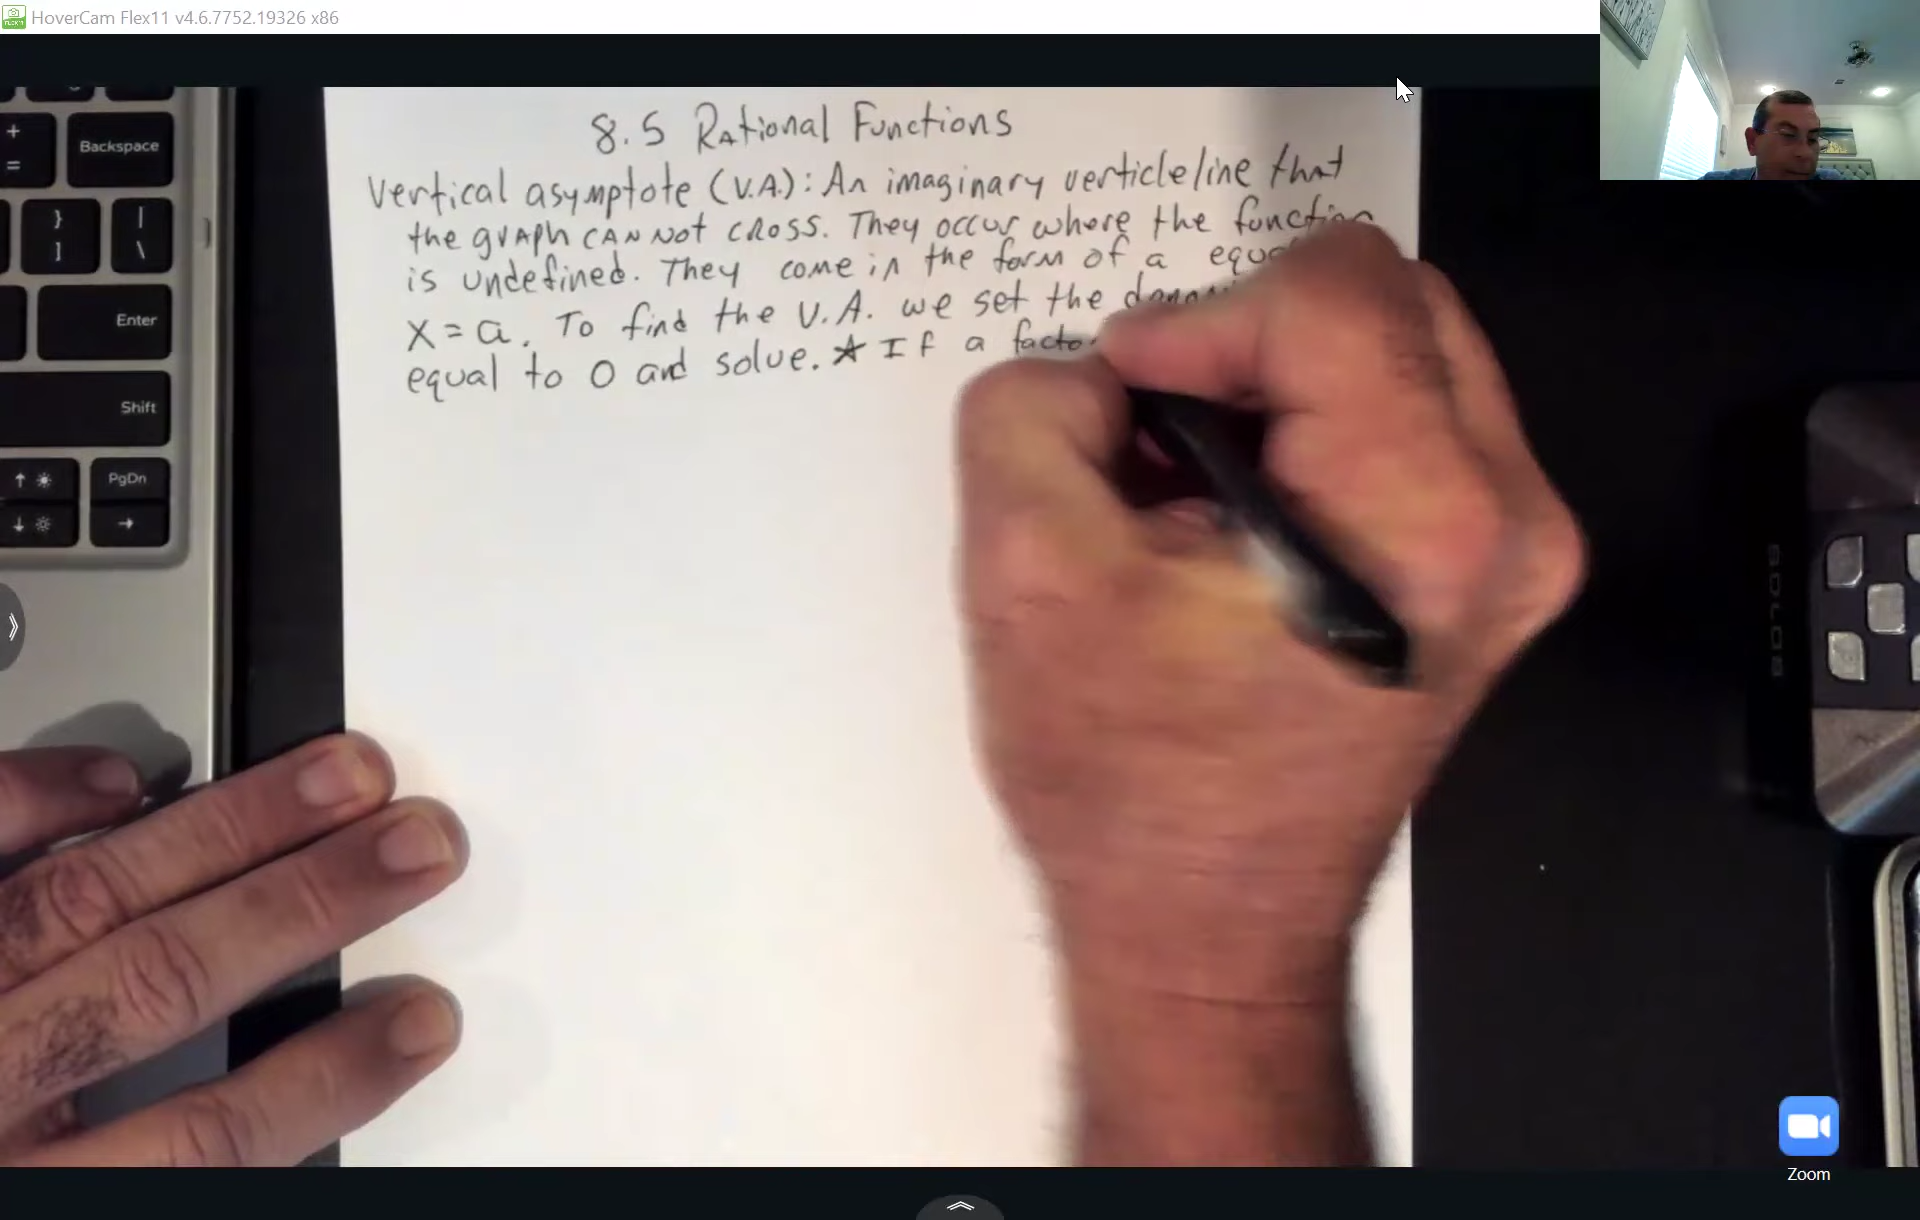 HoverCam Flex11 v4.6.7752.19326 x86
8.5 Rational Functions
Vertical asymptote (V.A.): An imaginary verticle line that
the graph CANNOT CROSS. They occur where the function
is undefined. They come in the form of a
X = a. To find the V.A. we set the
equal to 0 and solve. ★ If a
+
=
Backspace
}
]
|
\
Enter
Shift
↑
PgDn
↓
→
SOLOB
Zoom